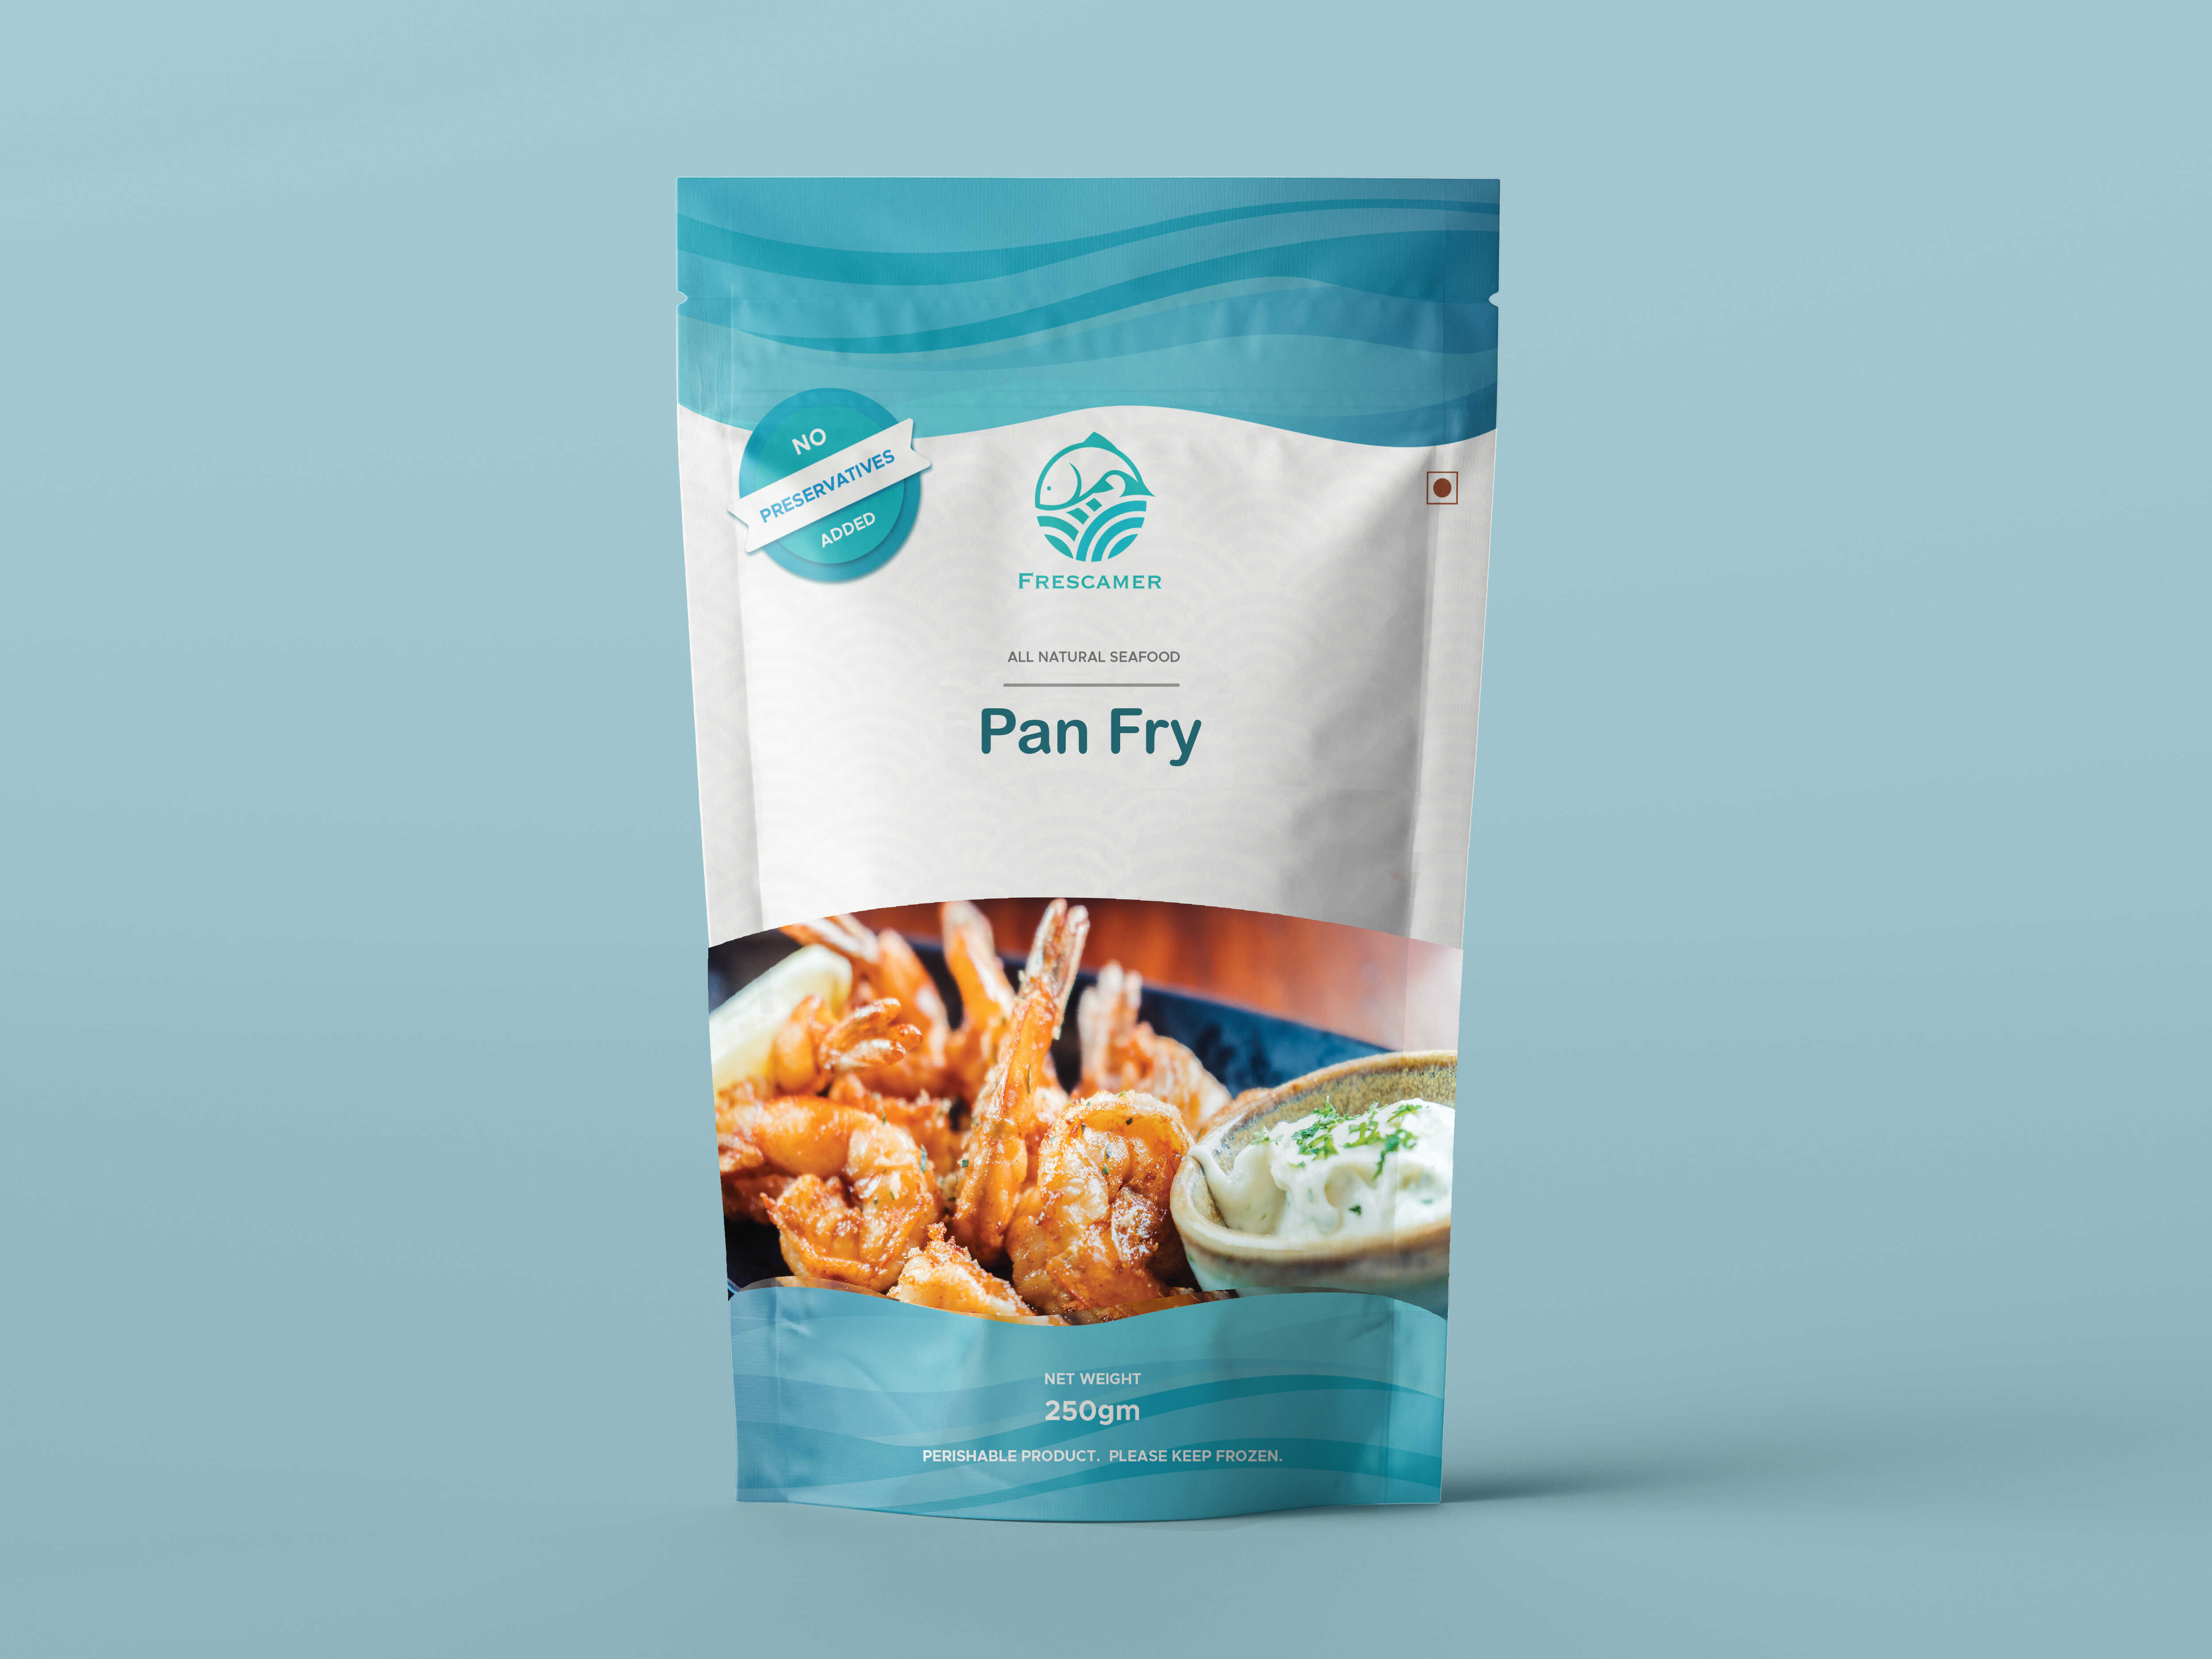 NO
PRESERVATIVES
ADDED
FRESCAMER
ALL NATURAL SEAFOOD
Pan Fry
NET WEIGHT
250gm
PERISHABLE PRODUCT. PLEASE KEEP FROZEN.